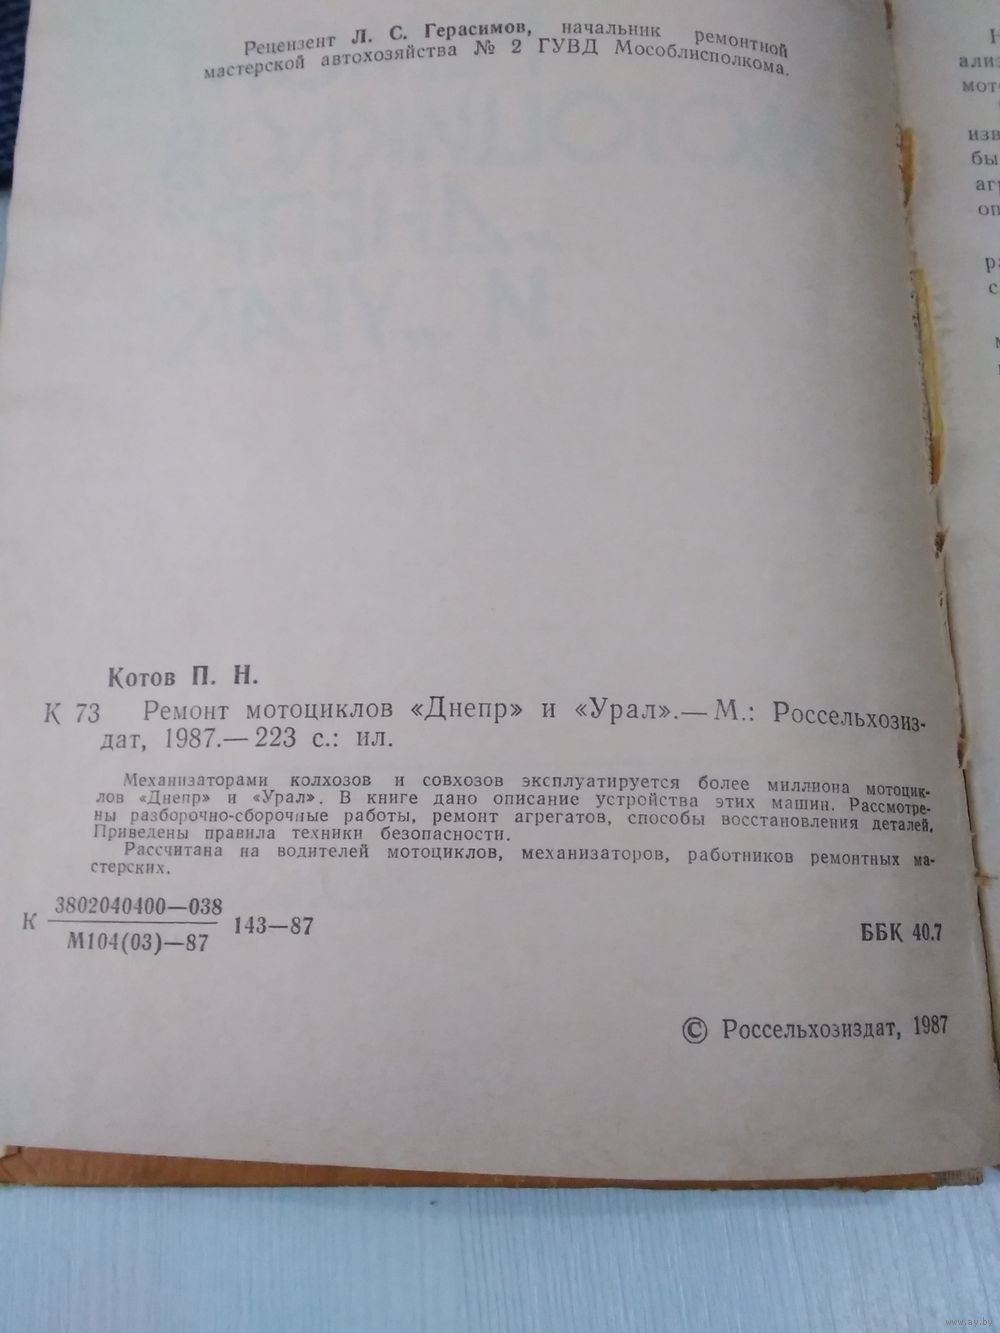 Рецензент Л. С. Герасимов, начальник ремонтной
мастерской автохозяйства № 2 ГУВД Мособлисполкома.
Котов П. Н.
К 73 Ремонт мотоциклов «Днепр» и «Урал».— М.: Россельхозиз-
дат, 1987.— 223 с.: ил.
Механизаторами колхозов и совхозов эксплуатируется более миллиона мотоцик-
лов «Днепр» и «Урал». В книге дано описание устройства этих машин. Рассмотре-
ны разборочно-сборочные работы, ремонт агрегатов, способы восстановления деталей.
Приведены правила техники безопасности.
Рассчитана на водителей мотоциклов, механизаторов, работников ремонтных ма-
стерских.
К 3802040400—038 143—87
М104(03)—87
ББК 40.7
© Россельхозиздат, 1987
www.ay.by